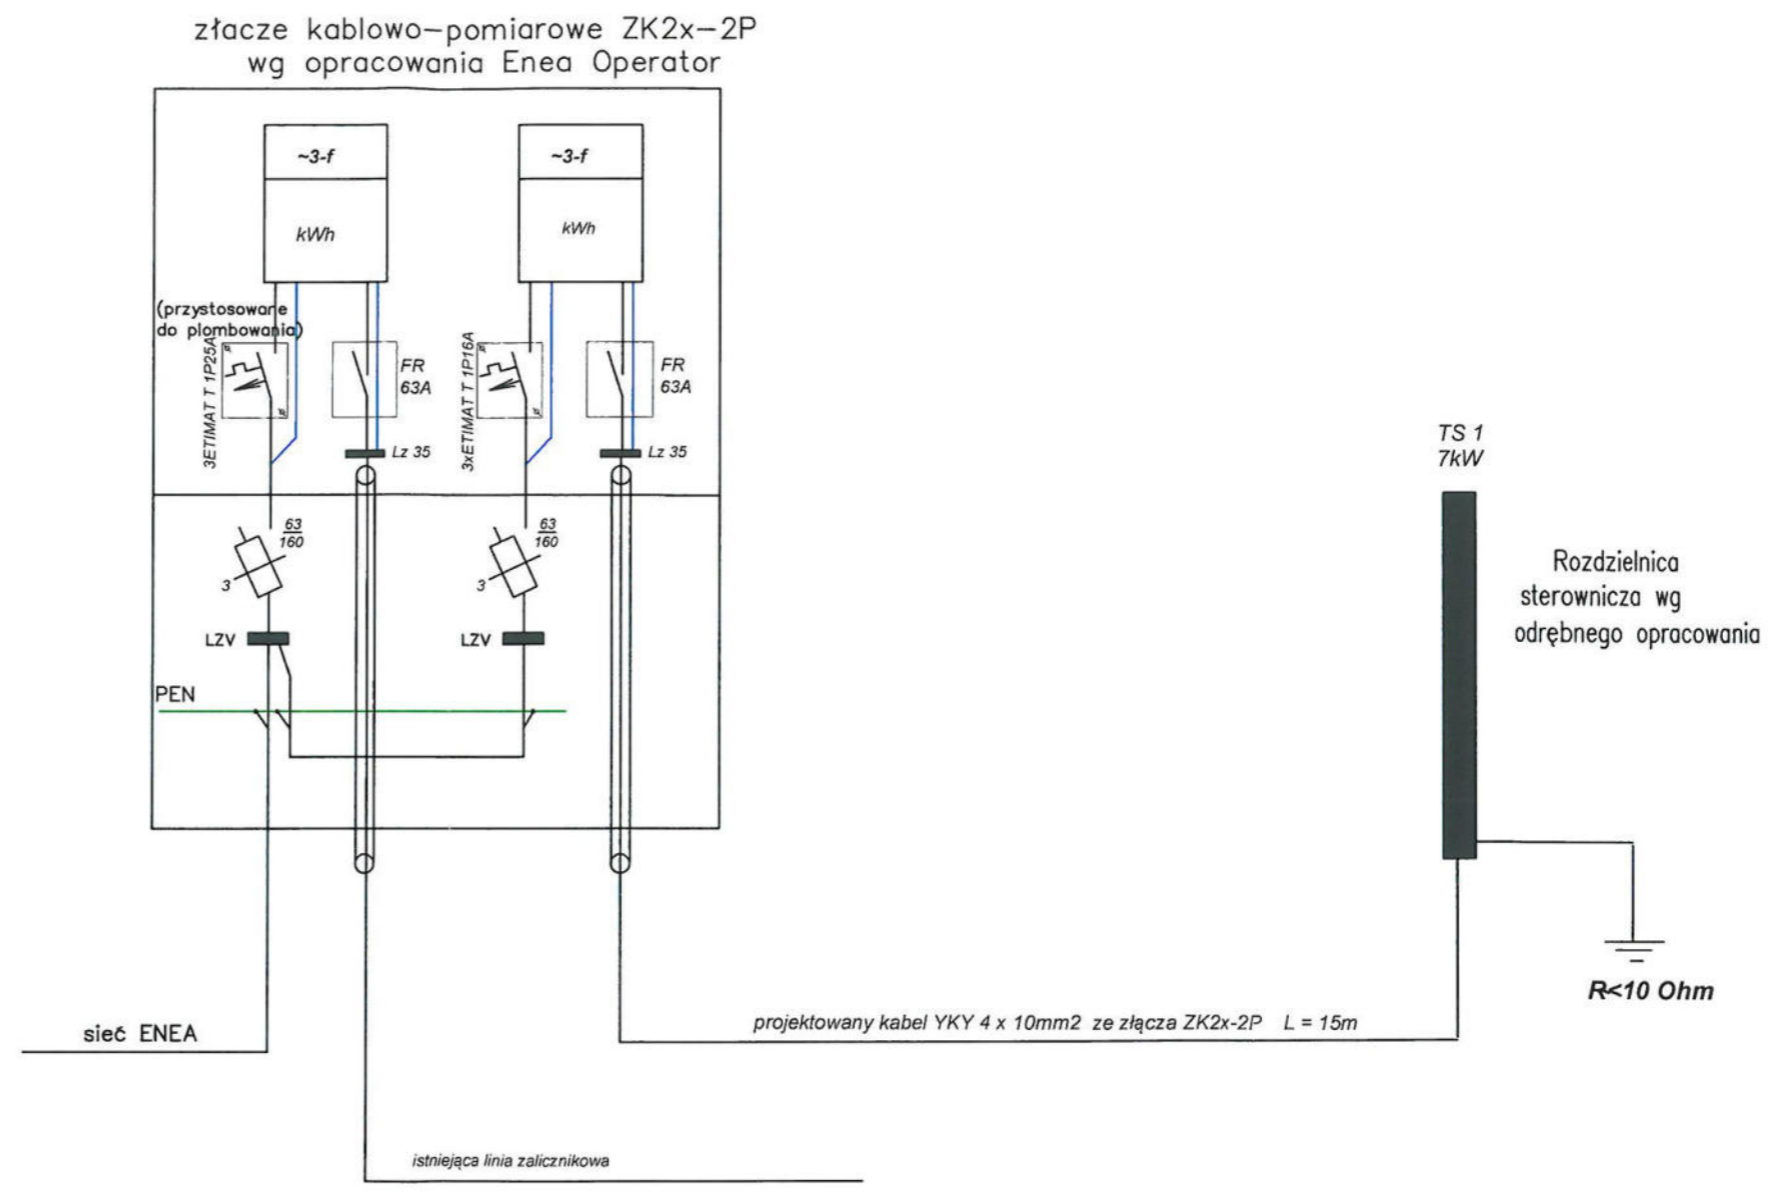 złącze kablowo-pomiarowe ZK2x-2P
wg opracowania Enea Operator
~3-f
kWh
~3-f
kWh
(przystosowane
do plombowania)
3ETIMAT T 1P25A
FR
63A
Lz 35
3xETIMAT T 1P16A
FR
63A
Lz 35
63
160
3
63
160
3
LZV
LZV
PEN
TS 1
7kW
Rozdzielnica
sterownicza wg
odrębnego opracowania
R<10 Ohm
projektowany kabel YKY 4 x 10mm2 ze złącza ZK2x-2P L = 15m
sieć ENEA
istniejąca linia zalicznikowa